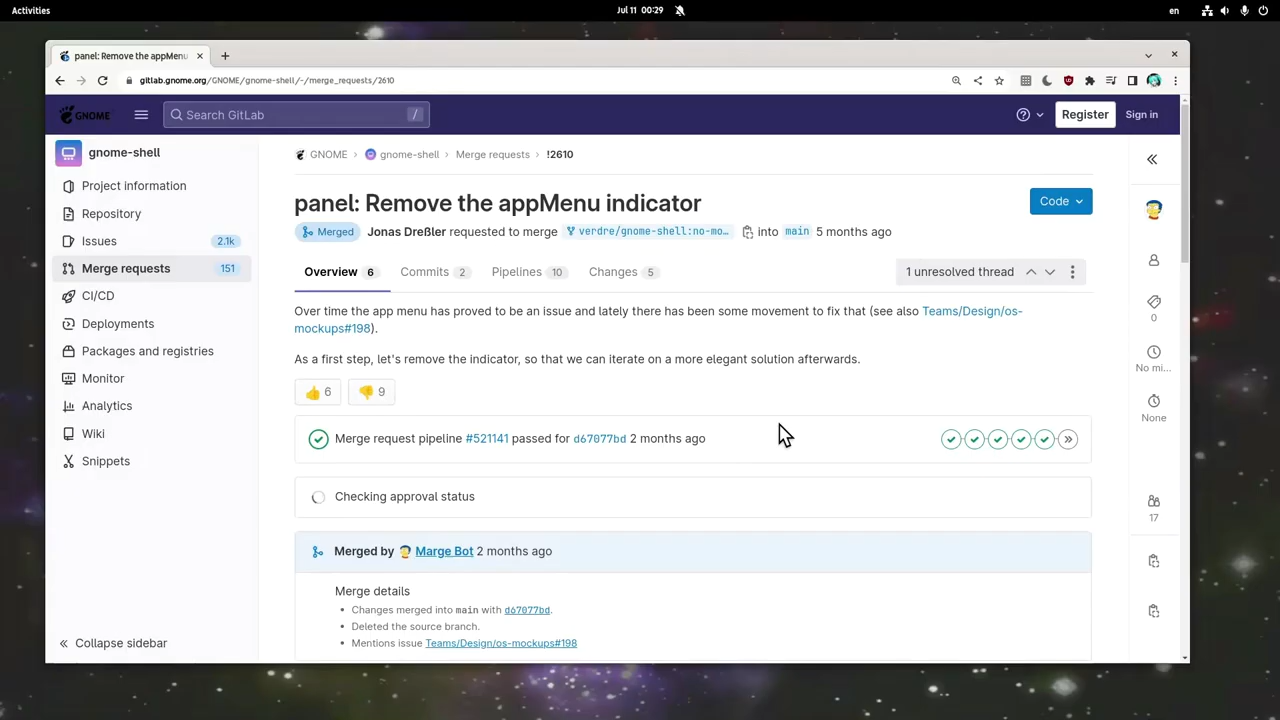 Activities
Jul 11 00:29
en
panel: Remove the appMenu
gitlab.gnome.org/GNOME/gnome-shell/-/merge_requests/2610
GNOME
Search GitLab
/
Register
Sign in
gnome-shell
Project information
Repository
Issues 2.1k
Merge requests 151
CI/CD
Deployments
Packages and registries
Monitor
Analytics
Wiki
Snippets
Collapse sidebar
GNOME › gnome-shell › Merge requests › !2610
panel: Remove the appMenu indicator
Code
Merged Jonas Dreßler requested to merge verdre/gnome-shell:no-mo… into main 5 months ago
Overview 6 Commits 2 Pipelines 10 Changes 5
1 unresolved thread
Over time the app menu has proved to be an issue and lately there has been some movement to fix that (see also Teams/Design/os-
mockups#198).
As a first step, let's remove the indicator, so that we can iterate on a more elegant solution afterwards.
6 9
Merge request pipeline #521141 passed for d67077bd 2 months ago
Checking approval status
Merged by Marge Bot 2 months ago
Merge details
• Changes merged into main with d67077bd.
• Deleted the source branch.
• Mentions issue Teams/Design/os-mockups#198
0
No mi...
None
17